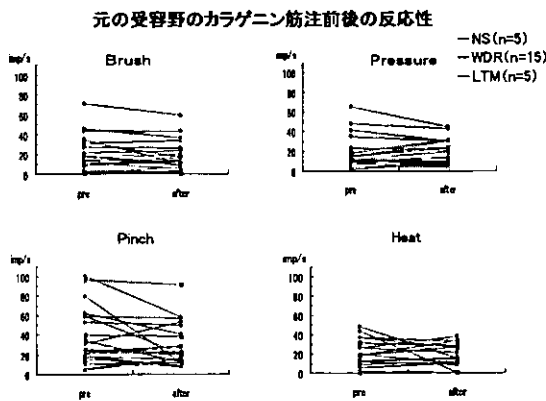 元の受容野のカラゲニン筋注前後の反応性
NS(n=5)
WDR(n=15)
LTM(n=5)
Brush
imp/s
100
80
60
40
20
0
pre
after
Pressure
imp/s
100
80
60
40
20
0
pre
after
Pinch
imp/s
100
80
60
40
20
0
pre
after
Heat
imp/s
100
80
60
40
20
0
pre
after